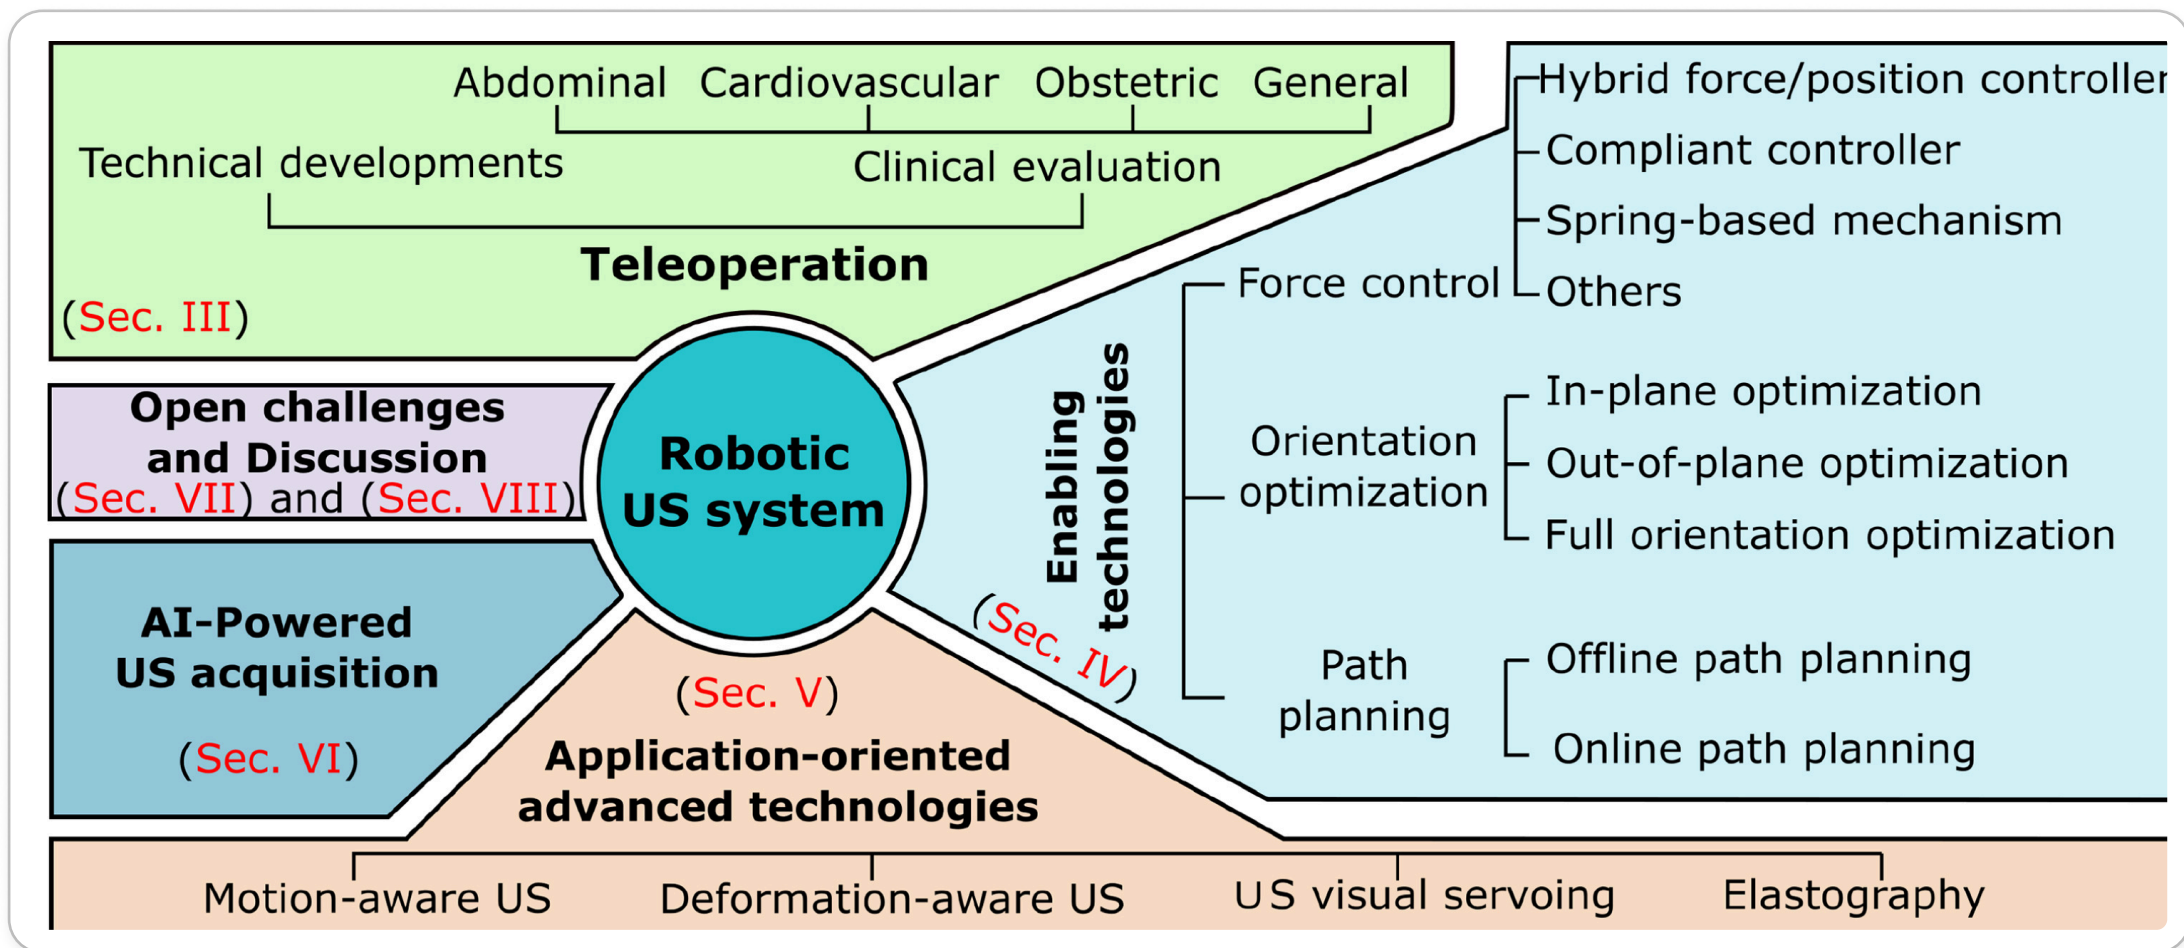 Abdominal Cardiovascular Obstetric General
Technical developments
Clinical evaluation
Teleoperation
(Sec. III)
Open challenges
and Discussion
(Sec. VII) and (Sec. VIII)
AI-Powered
US acquisition
(Sec. VI)
Robotic
US system
(Sec. V)
Application-oriented
advanced technologies
Motion-aware US
Deformation-aware US
US visual servoing
Elastography
Enabling
technologies
(Sec. IV)
Force control
Hybrid force/position controller
Compliant controller
Spring-based mechanism
Others
Orientation
optimization
In-plane optimization
Out-of-plane optimization
Full orientation optimization
Path
planning
Offline path planning
Online path planning